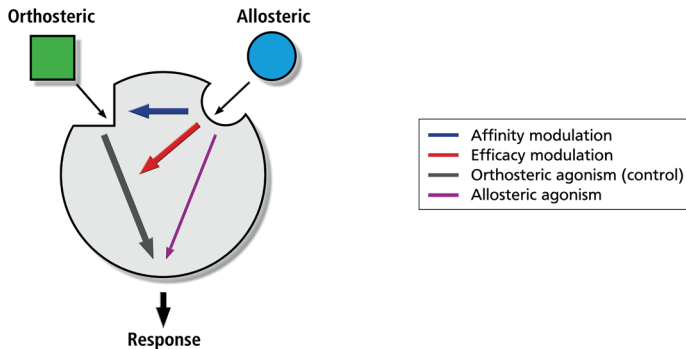 Orthosteric
Allosteric
Affinity modulation
Efficacy modulation
Orthosteric agonism (control)
Allosteric agonism
Response